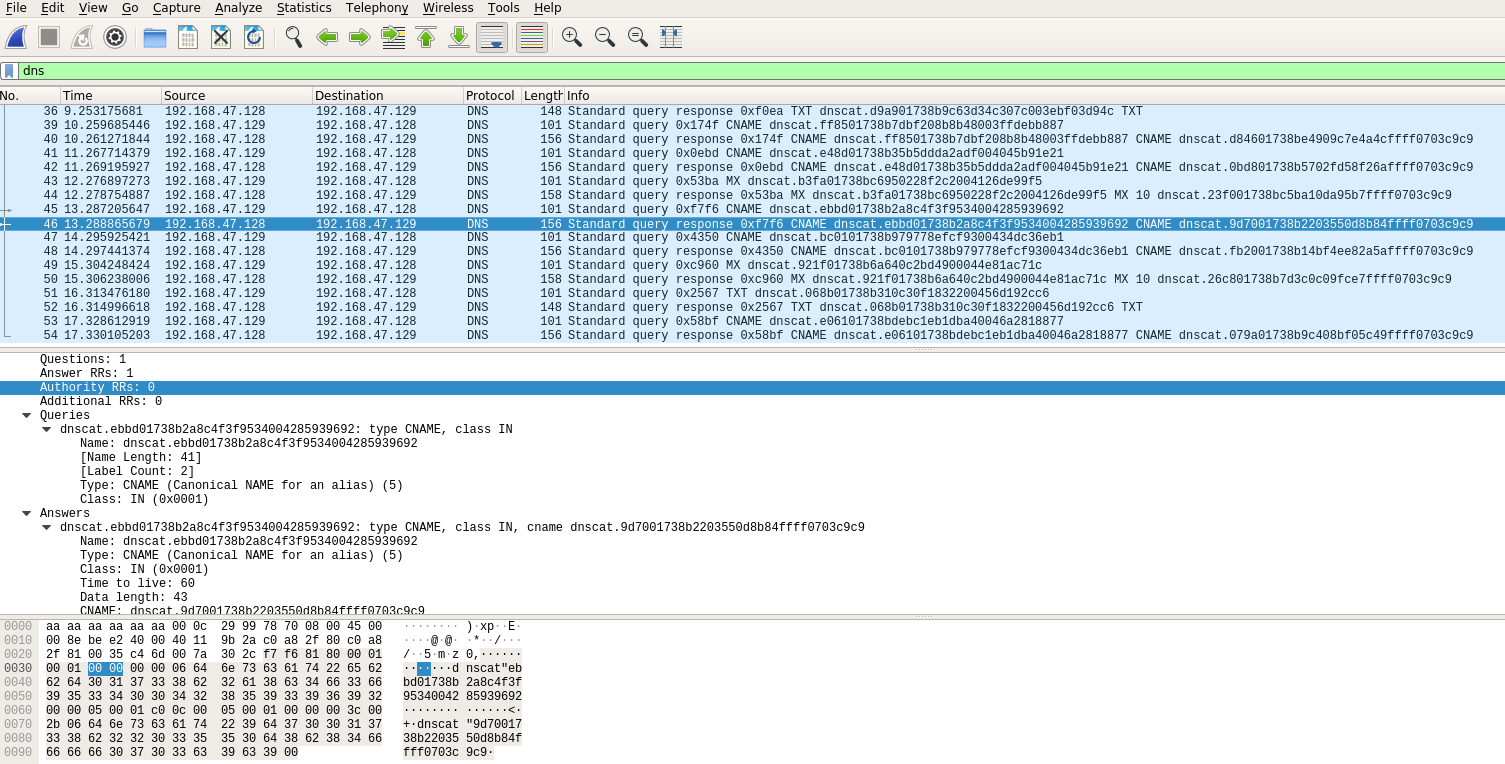 File Edit View Go Capture Analyze Statistics Telephony Wireless Tools Help
dns
No. Time Source Destination Protocol Length Info
36 9.253175681 192.168.47.128 192.168.47.129 DNS 148 Standard query response 0xf0ea TXT dnscat.d9a901738b9c63d34c307c003ebf03d94c TXT
39 10.259685446 192.168.47.129 192.168.47.129 DNS 101 Standard query 0x174f CNAME dnscat.ff8501738b7dbf208b8b48003ffdebb887
40 10.261271844 192.168.47.128 192.168.47.129 DNS 156 Standard query response 0x174f CNAME dnscat.ff8501738b7dbf208b8b48003ffdebb887 CNAME dnscat.d84601738be4909c7e4a4cffff0703c9c9
41 11.267714379 192.168.47.129 192.168.47.129 DNS 101 Standard query 0x0ebd CNAME dnscat.e48d01738b35b5ddda2adf004045b91e21
42 11.269195927 192.168.47.128 192.168.47.129 DNS 156 Standard query response 0x0ebd CNAME dnscat.e48d01738b35b5ddda2adf004045b91e21 CNAME dnscat.0bd801738b5702fd58f26affff0703c9c9
43 12.276897273 192.168.47.129 192.168.47.129 DNS 101 Standard query 0x53ba MX dnscat.b3fa01738bc6950228f2c2004126de99f5
44 12.278754887 192.168.47.128 192.168.47.129 DNS 158 Standard query response 0x53ba MX dnscat.b3fa01738bc6950228f2c2004126de99f5 MX 10 dnscat.23f001738bc5ba10da95b7ffff0703c9c9
45 13.287205647 192.168.47.129 192.168.47.129 DNS 101 Standard query 0xf7f6 CNAME dnscat.ebbd01738b2a8c4f3f9534004285939692
46 13.288865679 192.168.47.128 192.168.47.129 DNS 156 Standard query response 0xf7f6 CNAME dnscat.ebbd01738b2a8c4f3f9534004285939692 CNAME dnscat.9d7001738b2203550d8b84ffff0703c9c9
47 14.295925421 192.168.47.129 192.168.47.129 DNS 101 Standard query 0x4350 CNAME dnscat.bc0101738b979778efcf9300434dc36eb1
48 14.297441374 192.168.47.128 192.168.47.129 DNS 156 Standard query response 0x4350 CNAME dnscat.bc0101738b979778efcf9300434dc36eb1 CNAME dnscat.fb2001738b14bf4ee82a5affff0703c9c9
49 15.304248424 192.168.47.129 192.168.47.129 DNS 101 Standard query 0xc960 MX dnscat.921f01738b6a640c2bd4900044e81ac71c
50 15.306238006 192.168.47.128 192.168.47.129 DNS 158 Standard query response 0xc960 MX dnscat.921f01738b6a640c2bd4900044e81ac71c MX 10 dnscat.26c801738b7d3c0c09fce7ffff0703c9c9
51 16.313476180 192.168.47.129 192.168.47.129 DNS 101 Standard query 0x2567 TXT dnscat.068b01738b310c30f1832200456d192cc6
52 16.314996618 192.168.47.128 192.168.47.129 DNS 148 Standard query response 0x2567 TXT dnscat.068b01738b310c30f1832200456d192cc6 TXT
53 17.328612919 192.168.47.129 192.168.47.129 DNS 101 Standard query 0x58bf CNAME dnscat.e06101738bdebc1eb1dba40046a2818877
54 17.330105203 192.168.47.128 192.168.47.129 DNS 156 Standard query response 0x58bf CNAME dnscat.e06101738bdebc1eb1dba40046a2818877 CNAME dnscat.079a01738b9c408bf05c49ffff0703c9c9
Questions: 1
Answer RRs: 1
Authority RRs: 0
Additional RRs: 0
Queries
dnscat.ebbd01738b2a8c4f3f9534004285939692: type CNAME, class IN
Name: dnscat.ebbd01738b2a8c4f3f9534004285939692
[Name Length: 41]
[Label Count: 2]
Type: CNAME (Canonical NAME for an alias) (5)
Class: IN (0x0001)
Answers
dnscat.ebbd01738b2a8c4f3f9534004285939692: type CNAME, class IN, cname dnscat.9d7001738b2203550d8b84ffff0703c9c9
Name: dnscat.ebbd01738b2a8c4f3f9534004285939692
Type: CNAME (Canonical NAME for an alias) (5)
Class: IN (0x0001)
Time to live: 60
Data length: 43
CNAME: dnscat.9d7001738b2203550d8b84ffff0703c9c9
0000 aa aa aa aa aa aa 00 0c 29 99 78 70 08 00 45 00 ········ )·xp··E·
0010 00 8e be e2 40 00 40 11 9b 2a c0 a8 2f 80 c0 a8 ····@·@· ·*··/···
0020 2f 81 00 35 c4 6d 00 7a 30 2c f7 f6 81 80 00 01 /··5·m·z 0,······
0030 00 01 00 00 00 00 06 64 6e 73 63 61 74 22 65 62 ·······d nscat"eb
0040 62 64 30 31 37 33 38 62 32 61 38 63 34 66 33 66 bd01738b 2a8c4f3f
0050 39 35 33 34 30 30 34 32 38 35 39 33 39 36 39 32 95340042 85939692
0060 00 00 05 00 01 c0 0c 00 05 00 01 00 00 00 3c 00 ········ ······<·
0070 2b 06 64 6e 73 63 61 74 22 39 64 37 30 30 31 37 +·dnscat "9d70017
0080 33 38 62 32 32 30 33 35 35 30 64 38 62 38 34 66 38b22035 50d8b84f
0090 66 66 66 30 37 30 33 63 39 63 39 00 fff0703c 9c9·